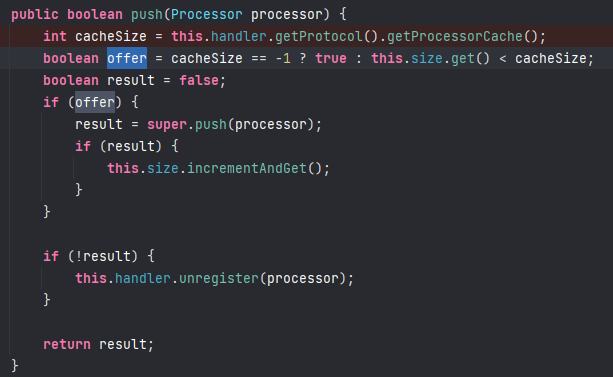 public boolean push(Processor processor) {
    int cacheSize = this.handler.getProtocol().getProcessorCache();
    boolean offer = cacheSize == -1 ? true : this.size.get() < cacheSize;
    boolean result = false;
    if (offer) {
        result = super.push(processor);
        if (result) {
            this.size.incrementAndGet();
        }
    }

    if (!result) {
        this.handler.unregister(processor);
    }

    return result;
}